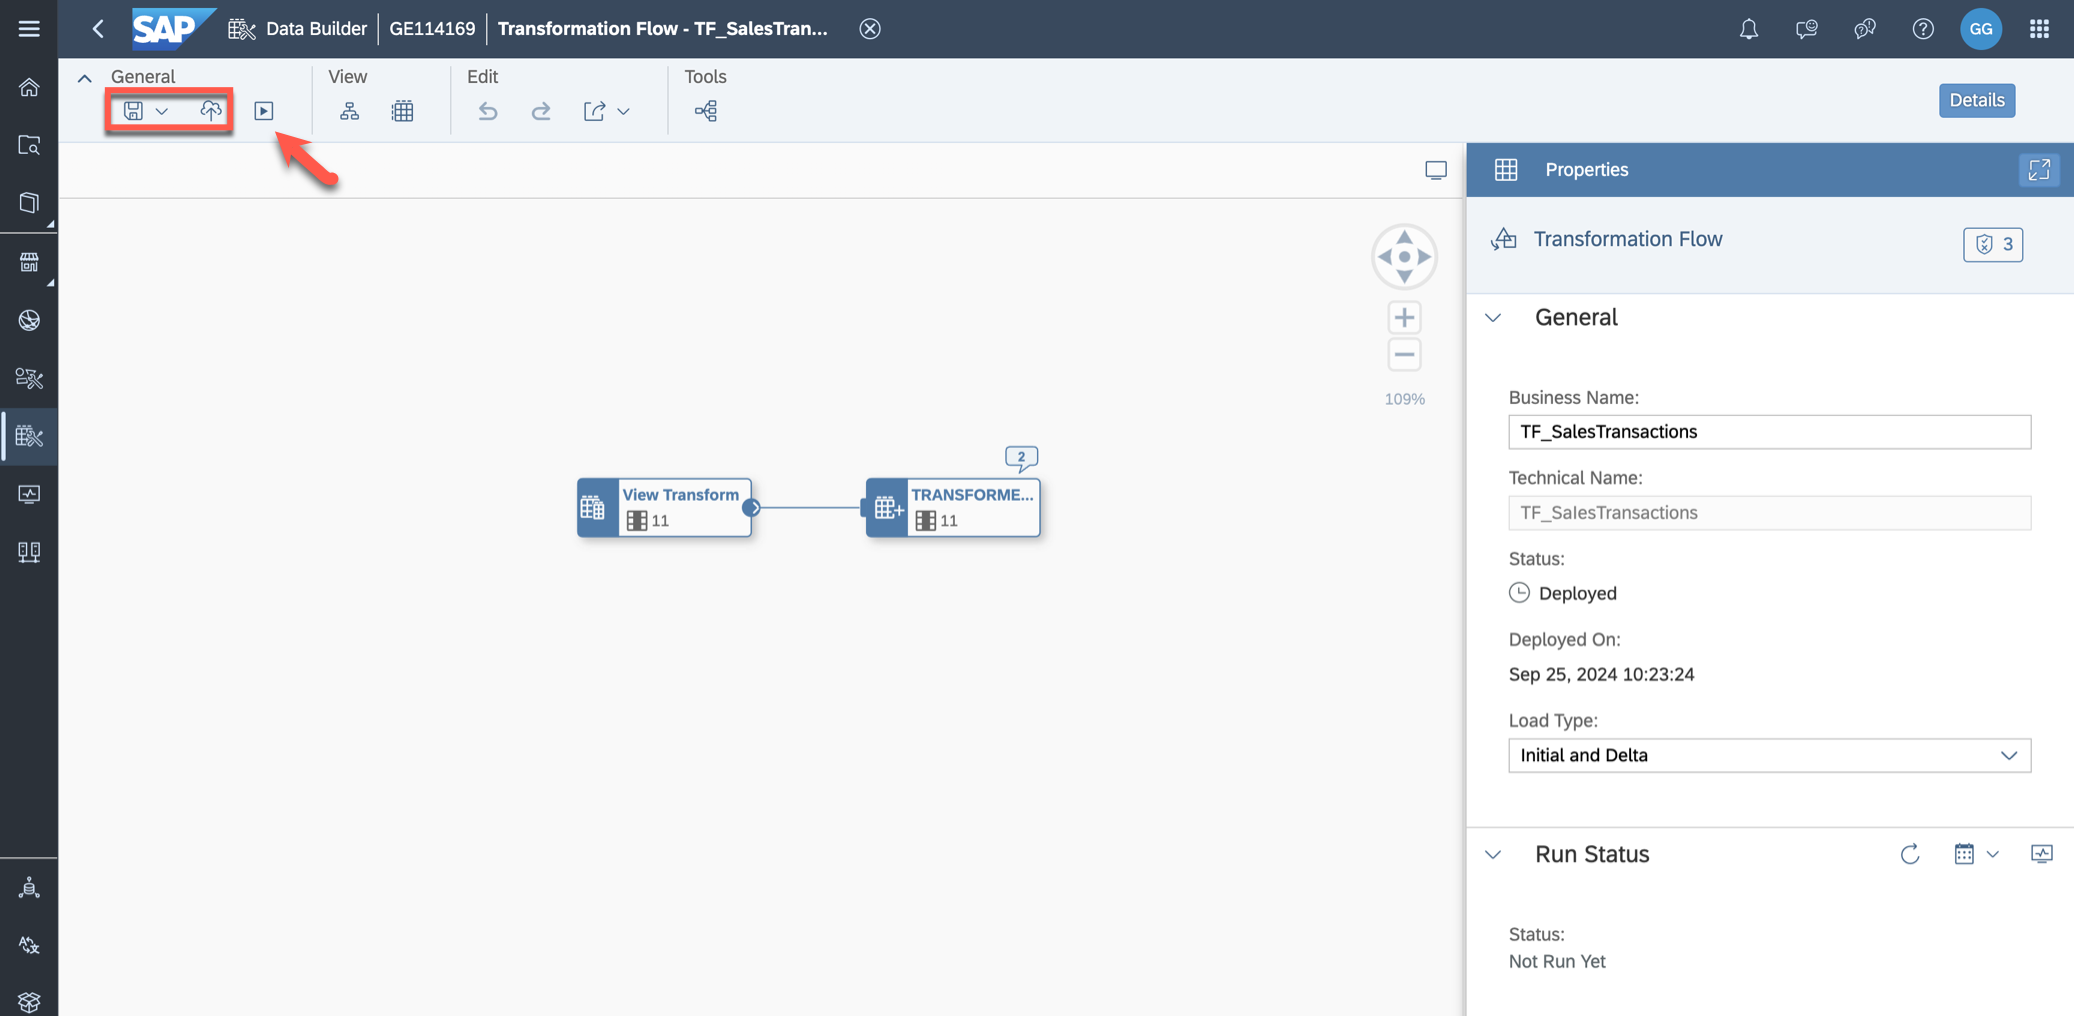 SAP
Data Builder
GE114169
Transformation Flow - TF_SalesTran...
GG
General
View
Edit
Tools
Details
Properties
Transformation Flow
3
General
109%
Business Name:
TF_SalesTransactions
Technical Name:
TF_SalesTransactions
2
View Transform
11
TRANSFORME...
11
Status:
Deployed
Deployed On:
Sep 25, 2024 10:23:24
Load Type:
Initial and Delta
Run Status
Status:
Not Run Yet